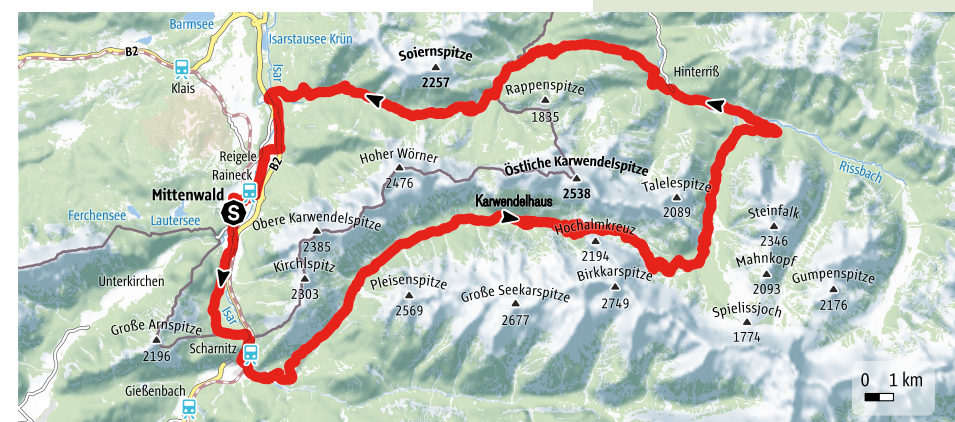 Barmsee
Isarstausee Krün
B2
Klais
Isar
Soiernspitze
2257
Hinterriß
Rappenspitze
1835
Rissbach
Reigele
Raineck
B2
Hoher Wörner
2476
Östliche Karwendelspitze
2538
Talelespitze
2089
Mittenwald
S
Karwendelhaus
Ferchensee
Lautersee
Obere Karwendelspitze
2385
Hochalmkreuz
2194
Steinfalk
2346
Unterkirchen
Kirchlspitz
2303
Pleisenspitze
2569
Große Seekarspitze
2677
Birkkarspitze
2749
Mahnkopf
2093
Gumpenspitze
2176
Isar
Große Arnspitze
2196
Scharnitz
Spielissjoch
1774
Gießenbach
0 1 km